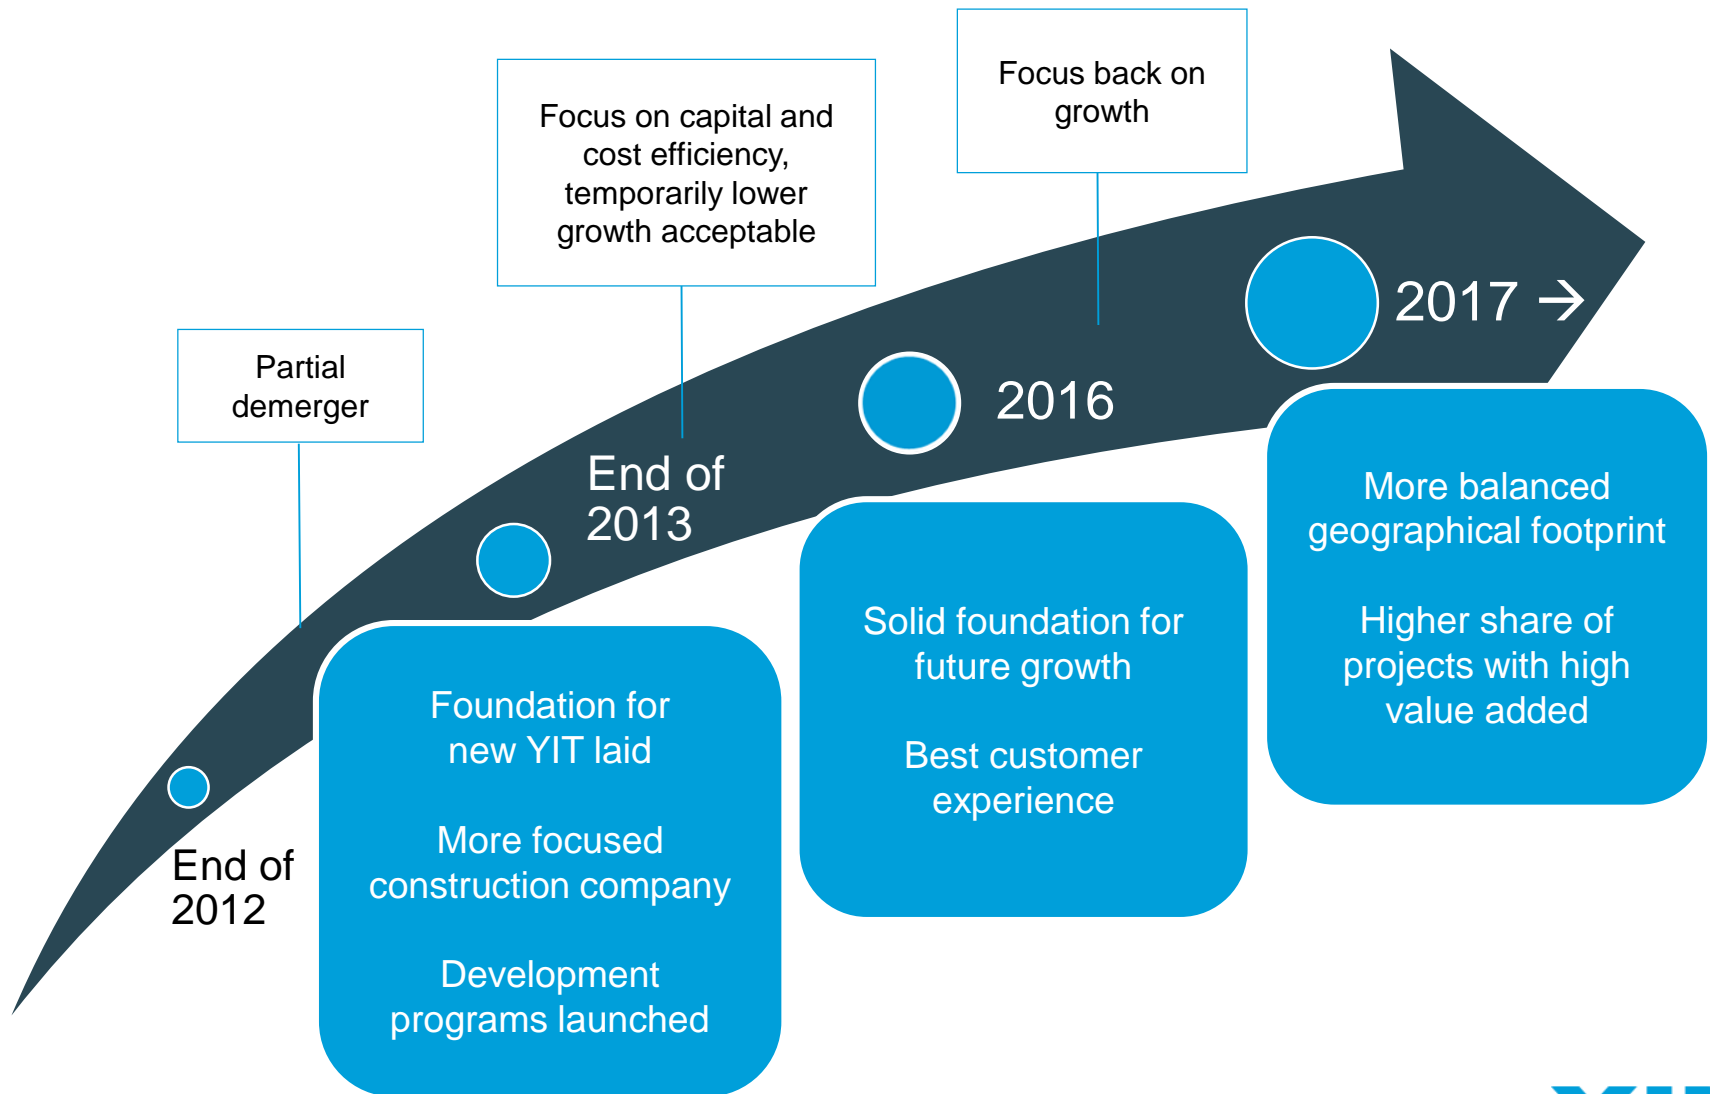 Focus back on
growth
Focus on capital and
cost efficiency,
temporarily lower
growth acceptable
Partial
demerger
2017 →
2016
End of
2013
End of
2012
Foundation for
new YIT laid
More focused
construction company
Development
programs launched
Solid foundation for
future growth
Best customer
experience
More balanced
geographical footprint
Higher share of
projects with high
value added